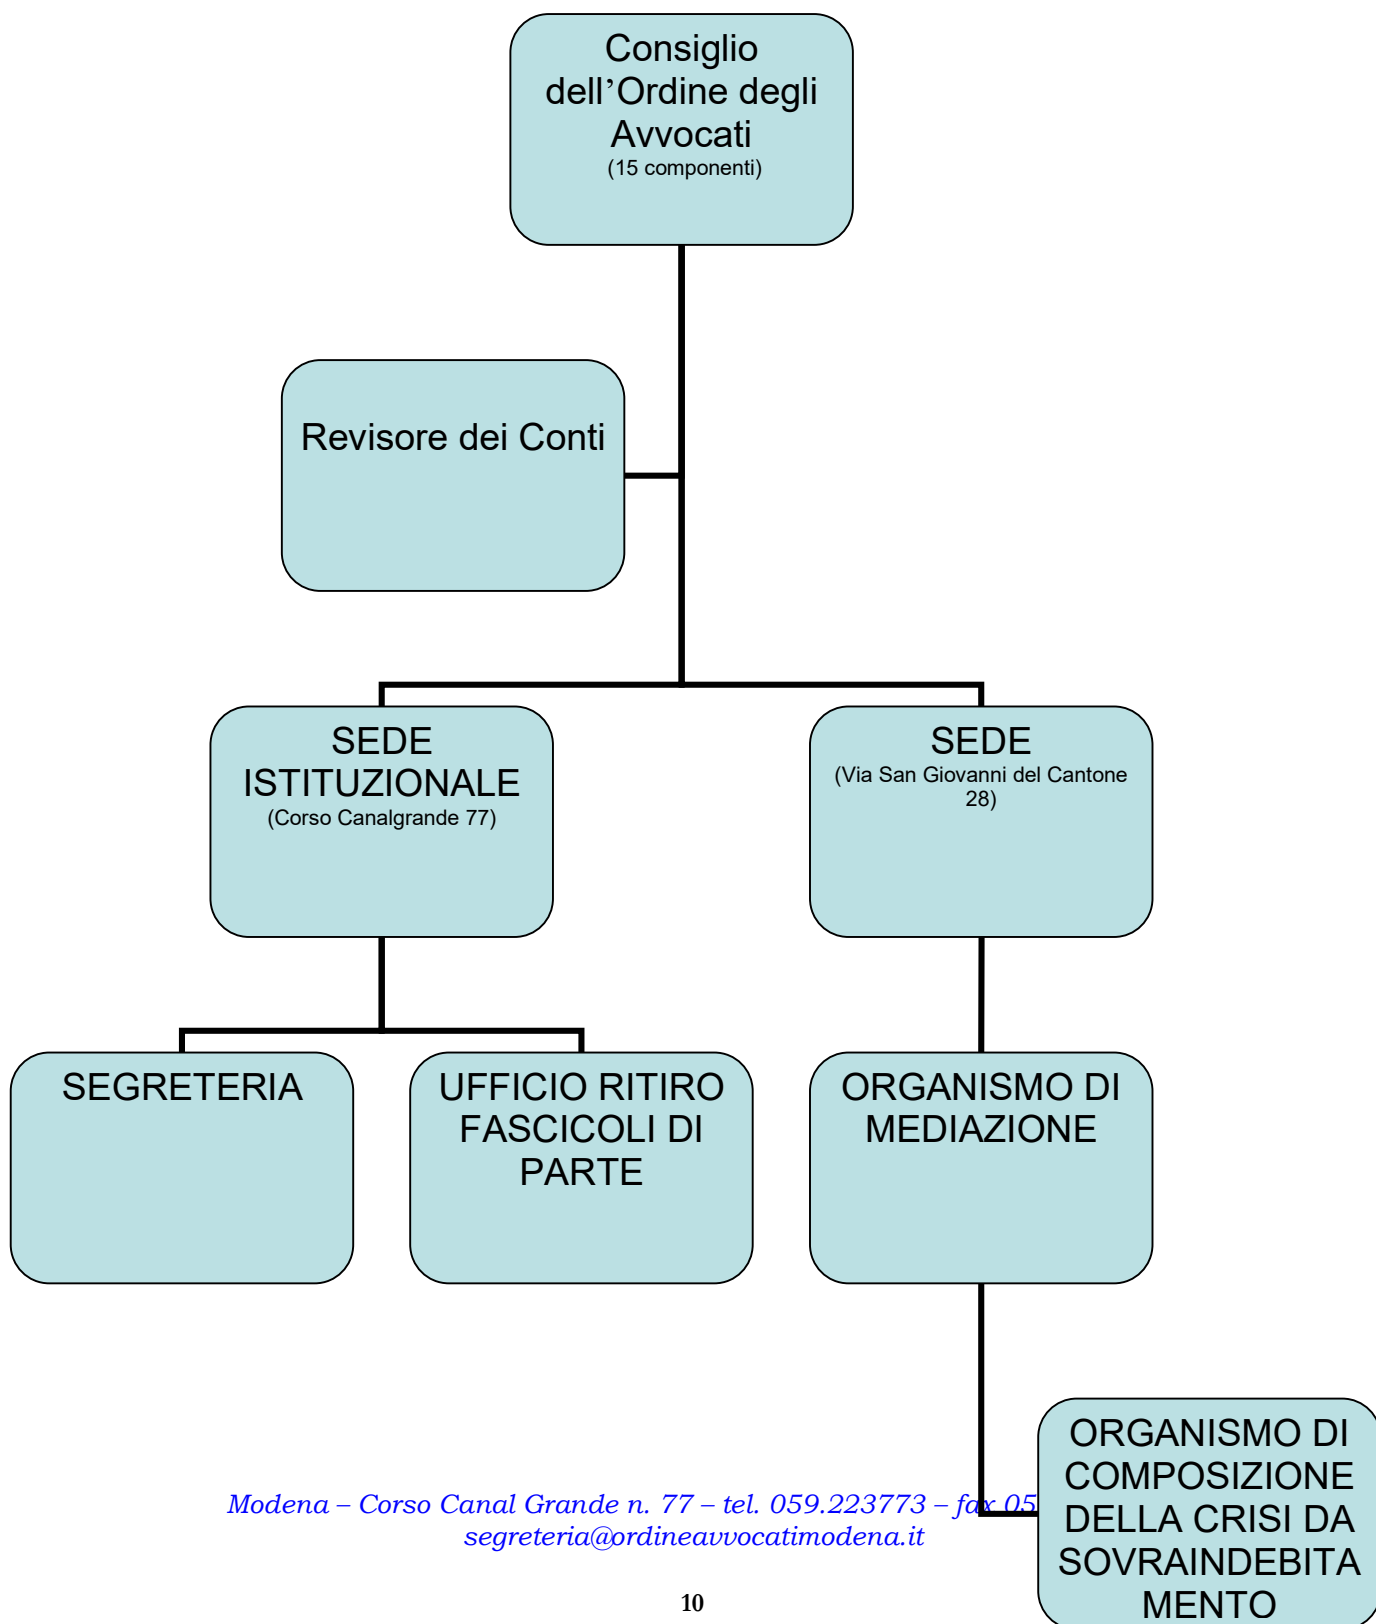 Consiglio
dell’Ordine degli
Avvocati
(15 componenti)
Revisore dei Conti
SEDE
ISTITUZIONALE
(Corso Canalgrande 77)
SEDE
(Via San Giovanni del Cantone
28)
SEGRETERIA
UFFICIO RITIRO
FASCICOLI DI
PARTE
ORGANISMO DI
MEDIAZIONE
ORGANISMO DI
COMPOSIZIONE
DELLA CRISI DA
SOVRAINDEBITA
MENTO
Modena – Corso Canal Grande n. 77 – tel. 059.223773 – fax 05
segreteria@ordineavvocatimodena.it
10